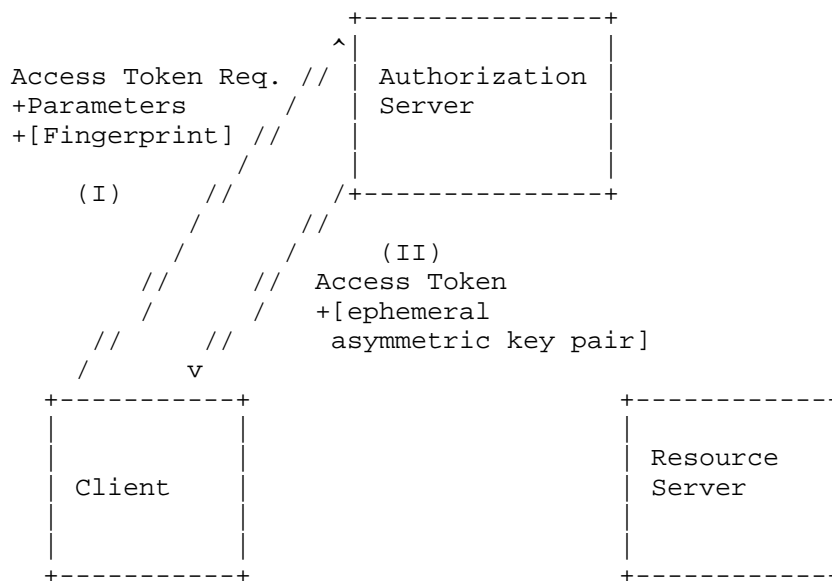 Access Token Req.
+Parameters
+[Fingerprint]
(I)
Authorization
Server
(II)
Access Token
+[ephemeral
asymmetric key pair]
Client
Resource
Server